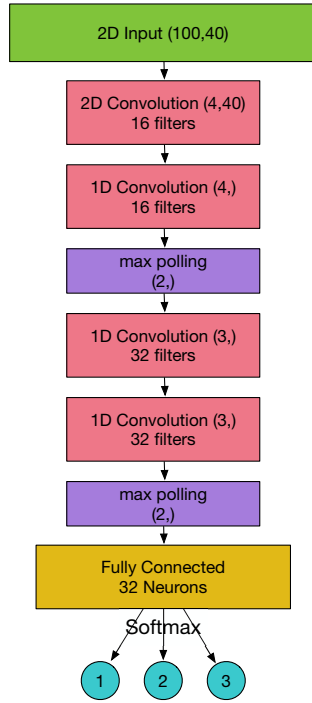 2D Input (100,40)
2D Convolution (4,40)
16 filters
1D Convolution (4,)
16 filters
max polling
(2,)
1D Convolution (3,)
32 filters
1D Convolution (3,)
32 filters
max polling
(2,)
Fully Connected
32 Neurons
Softmax
1 2 3